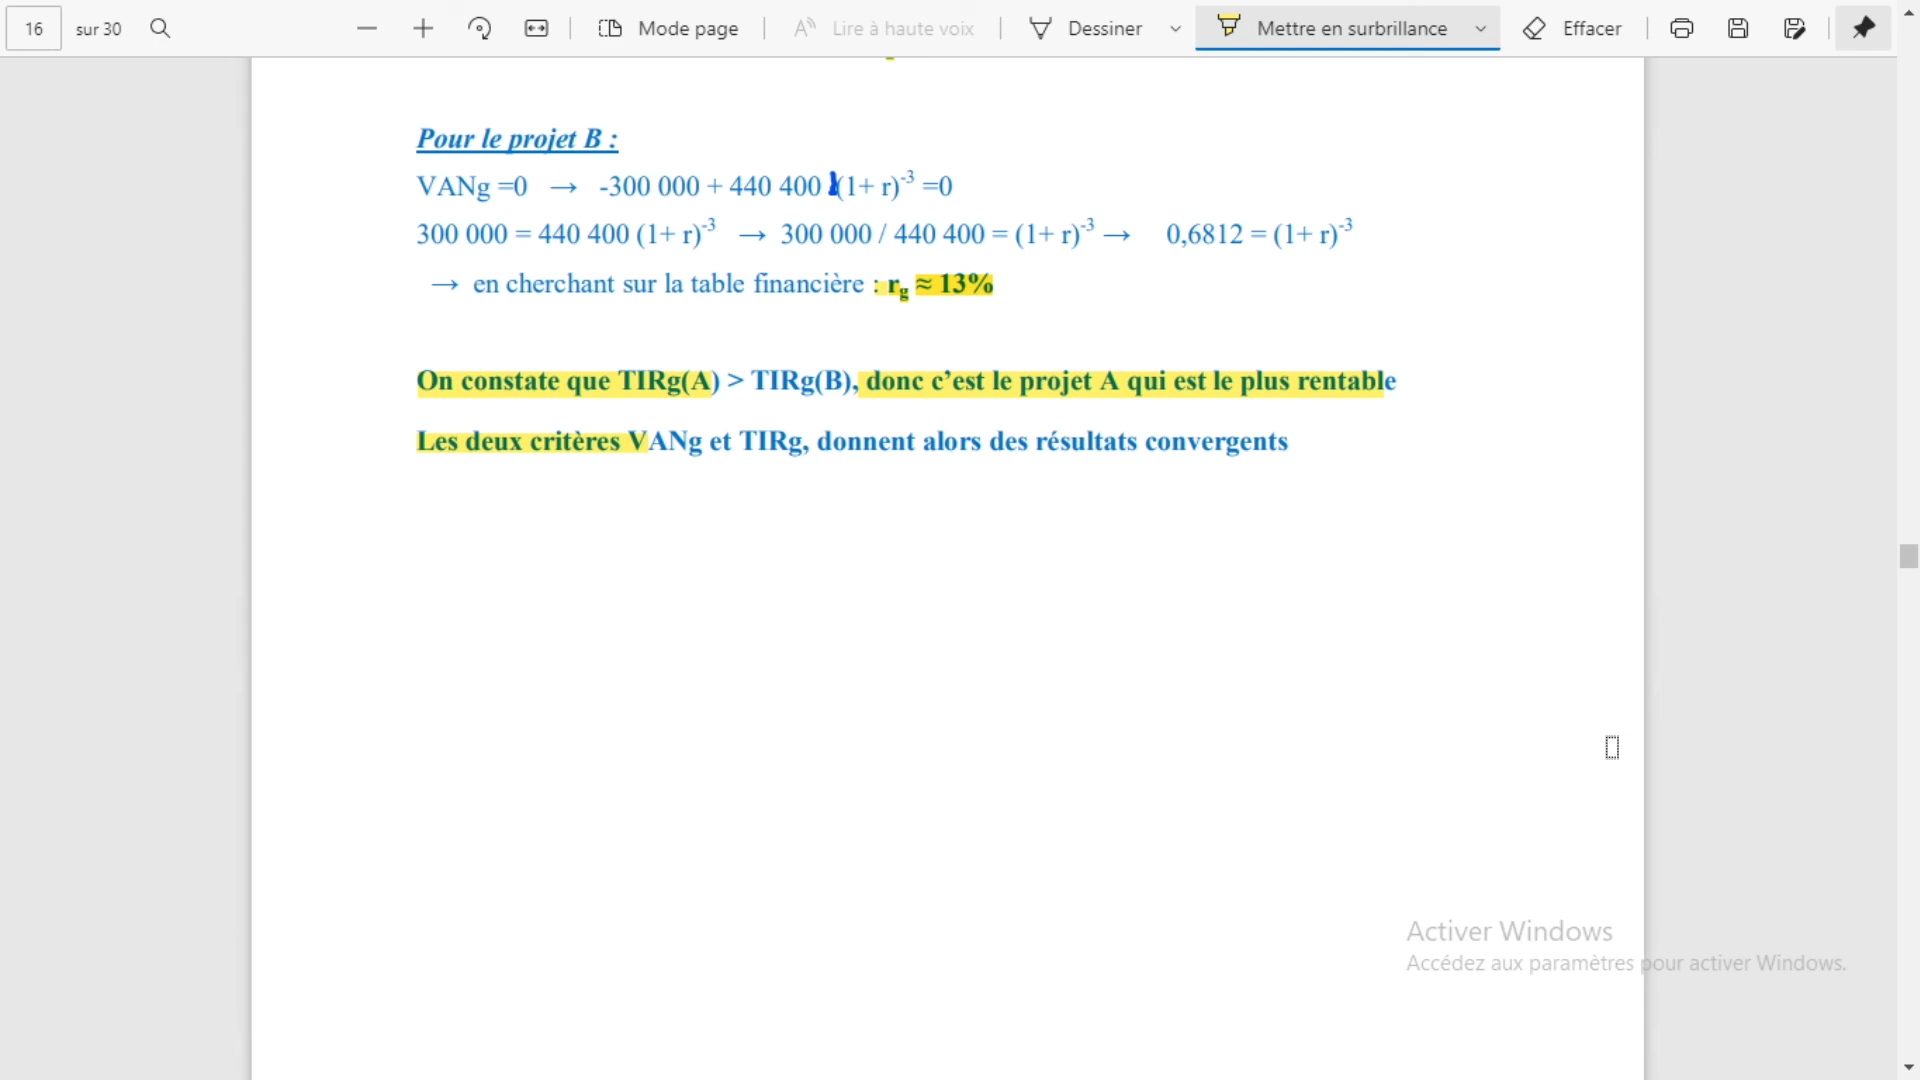 16 sur 30 Mode page Lire à haute voix Dessiner Mettre en surbrillance Effacer
Pour le projet B :
VANg =0 → -300 000 + 440 400 (1+ r)⁻³ =0
300 000 = 440 400 (1+ r)⁻³ → 300 000 / 440 400 = (1+ r)⁻³ → 0,6812 = (1+ r)⁻³
→ en cherchant sur la table financière : rg ≈ 13%
On constate que TIRg(A) > TIRg(B), donc c’est le projet A qui est le plus rentable
Les deux critères VANg et TIRg, donnent alors des résultats convergents
Activer Windows
Accédez aux paramètres pour activer Windows.